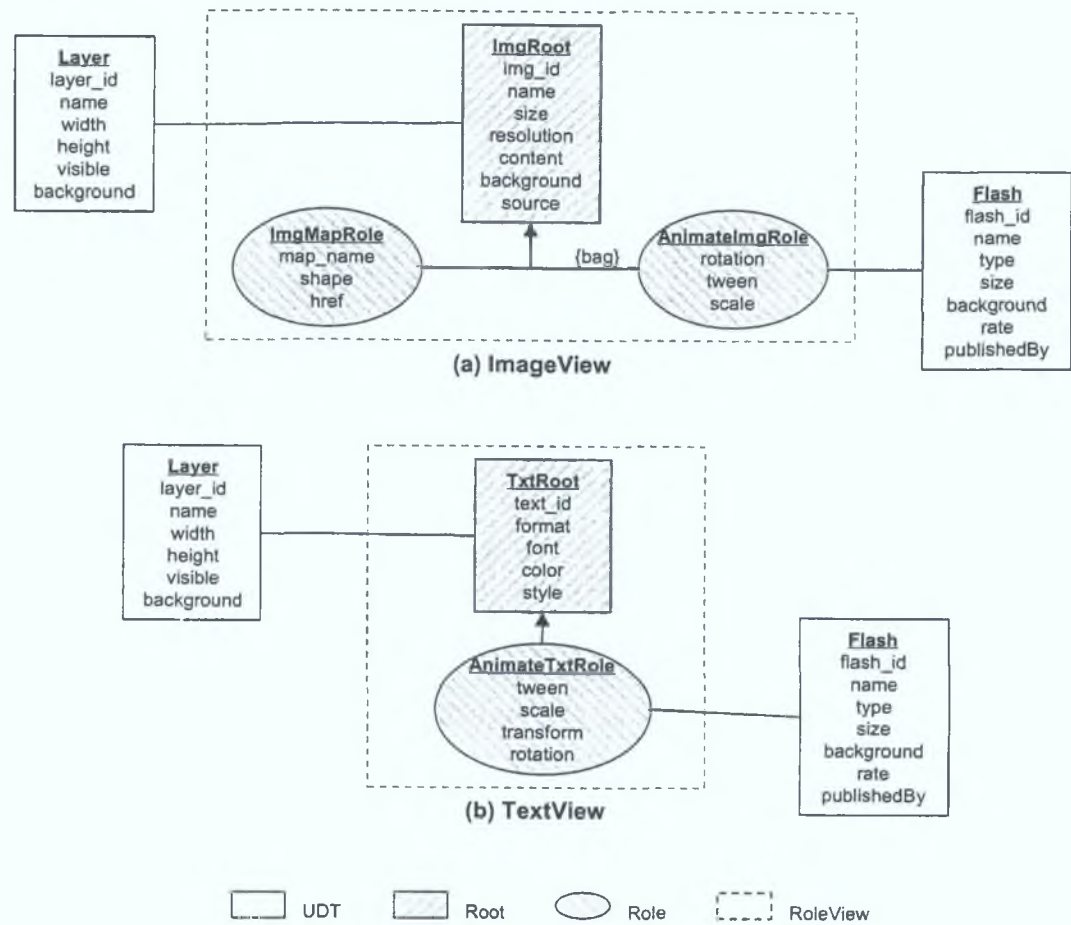 Layer
layer_id
name
width
height
visible
background
ImgRoot
img_id
name
size
resolution
content
background
source
ImgMapRole
map_name
shape
href
{bag}
AnimateImgRole
rotation
tween
scale
Flash
flash_id
name
type
size
background
rate
publishedBy
(a) ImageView
Layer
layer_id
name
width
height
visible
background
TxtRoot
text_id
format
font
color
style
AnimateTxtRole
tween
scale
transform
rotation
Flash
flash_id
name
type
size
background
rate
publishedBy
(b) TextView
UDT
Root
Role
RoleView